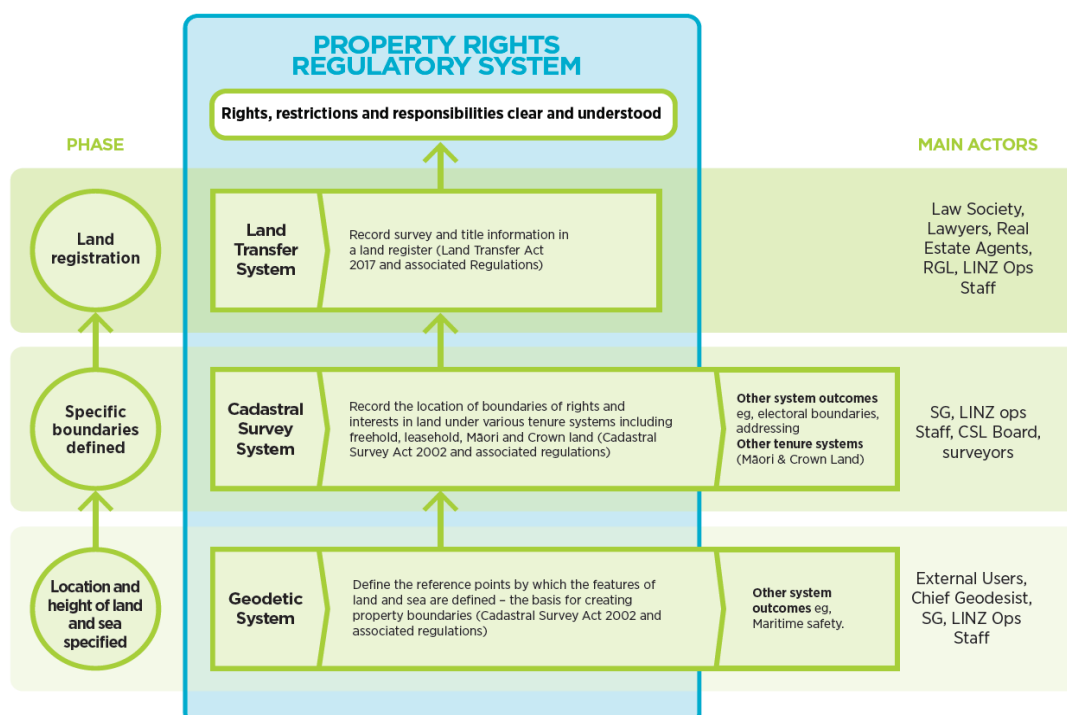 PROPERTY RIGHTS
REGULATORY SYSTEM
Rights, restrictions and responsibilities clear and understood
PHASE
MAIN ACTORS
Land
registration
Land
Transfer
System
Record survey and title information in
a land register (Land Transfer Act
2017 and associated Regulations)
Law Society,
Lawyers, Real
Estate Agents,
RGL, LINZ Ops
Staff
Specific
boundaries
defined
Cadastral
Survey
System
Record the location of boundaries of rights and
interests in land under various tenure systems including
freehold, leasehold, Māori and Crown land (Cadastral
Survey Act 2002 and associated regulations)
Other system outcomes
eg, electoral boundaries,
addressing
Other tenure systems
(Māori & Crown Land)
SG, LINZ ops
Staff, CSL Board,
surveyors
Location and
height of land
and sea
specified
Geodetic
System
Define the reference points by which the features of
land and sea are defined – the basis for creating
property boundaries (Cadastral Survey Act 2002 and
associated regulations)
Other system
outcomes eg,
Maritime safety.
External Users,
Chief Geodesist,
SG, LINZ Ops
Staff